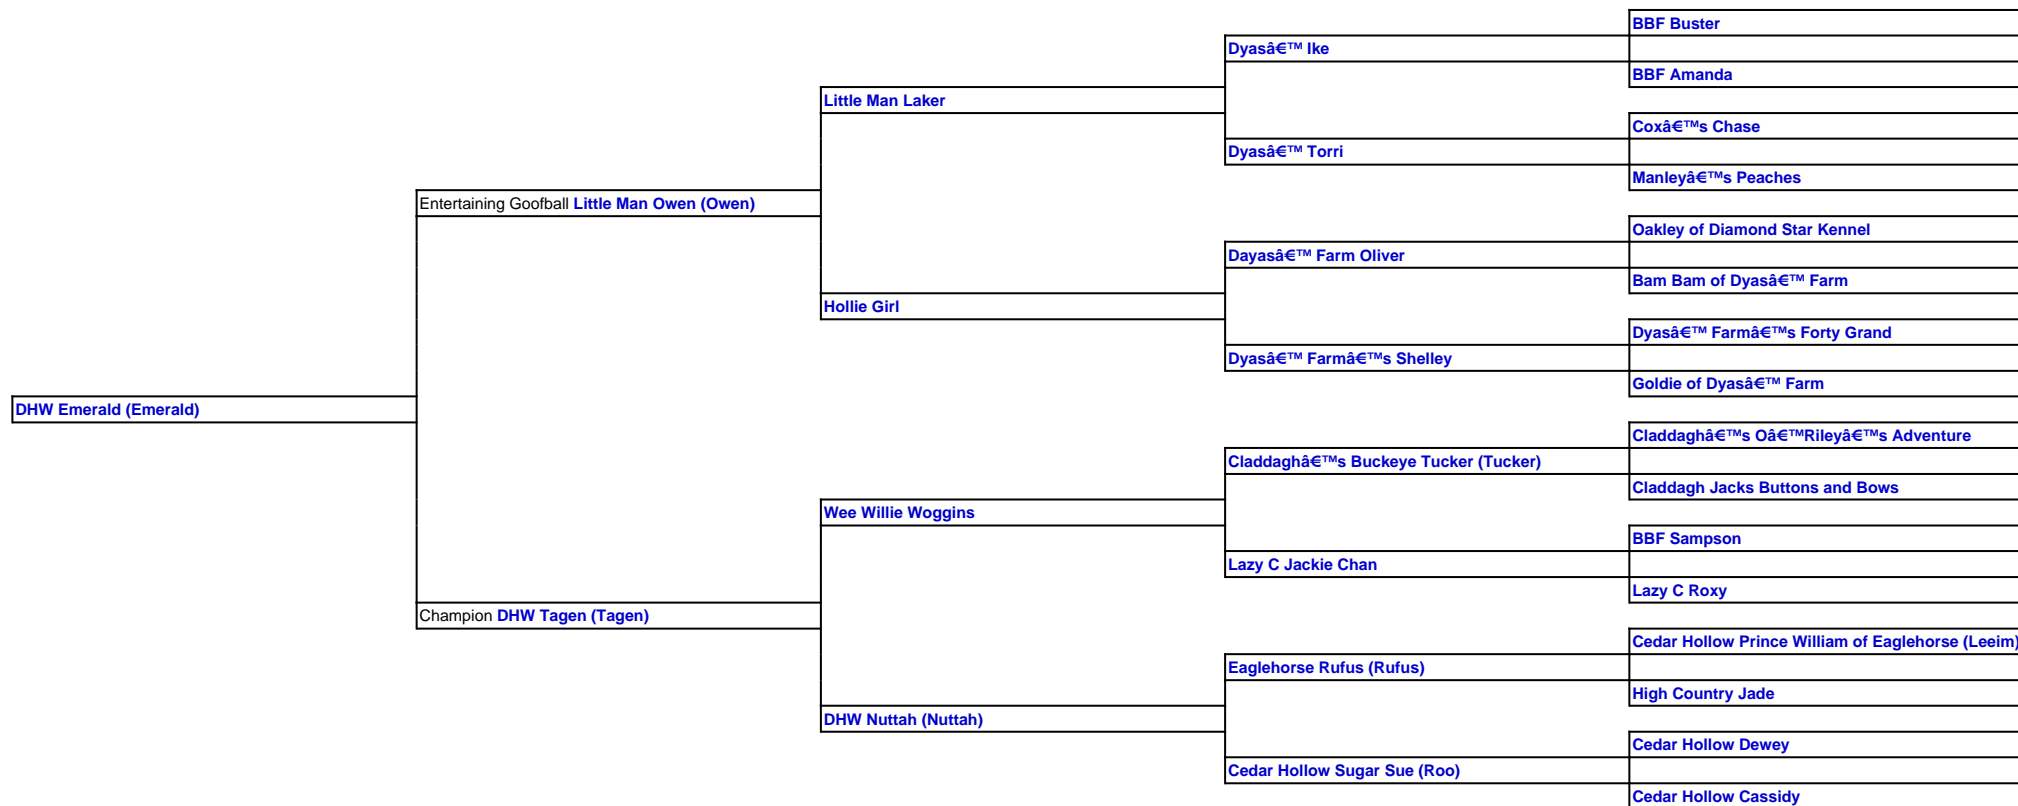 BBF Buster
Dyasâ€™ Ike
BBF Amanda
Little Man Laker
Coxâ€™s Chase
Dyasâ€™ Torri
Manleyâ€™s Peaches
Entertaining Goofball Little Man Owen (Owen)
Oakley of Diamond Star Kennel
Dayasâ€™ Farm Oliver
Bam Bam of Dyasâ€™ Farm
Hollie Girl
Dyasâ€™ Farmâ€™s Forty Grand
Dyasâ€™ Farmâ€™s Shelley
Goldie of Dyasâ€™ Farm
DHW Emerald (Emerald)
Claddaghâ€™s Oâ€™Rileyâ€™s Adventure
Claddaghâ€™s Buckeye Tucker (Tucker)
Claddagh Jacks Buttons and Bows
Wee Willie Woggins
BBF Sampson
Lazy C Jackie Chan
Lazy C Roxy
Champion DHW Tagen (Tagen)
Cedar Hollow Prince William of Eaglehorse (Leeim)
Eaglehorse Rufus (Rufus)
High Country Jade
DHW Nuttah (Nuttah)
Cedar Hollow Dewey
Cedar Hollow Sugar Sue (Roo)
Cedar Hollow Cassidy